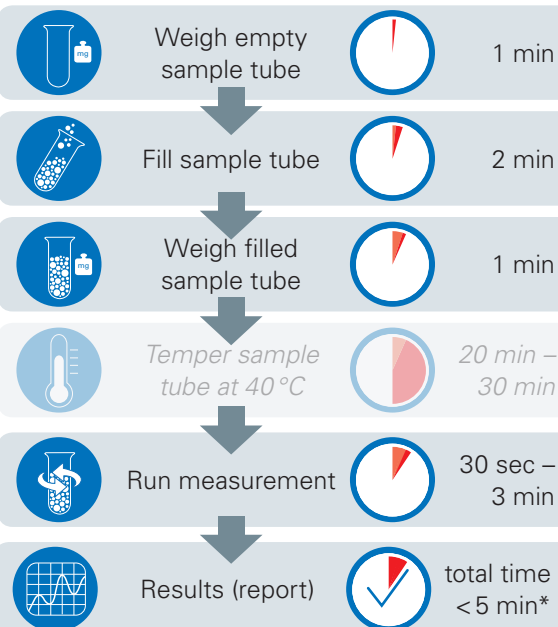 mg
Weigh empty
sample tube
1 min
Fill sample tube
2 min
mg
Weigh filled
sample tube
1 min
Temper sample
tube at 40 °C
20 min –
30 min
Run measurement
30 sec –
3 min
Results (report)
total time
< 5 min*